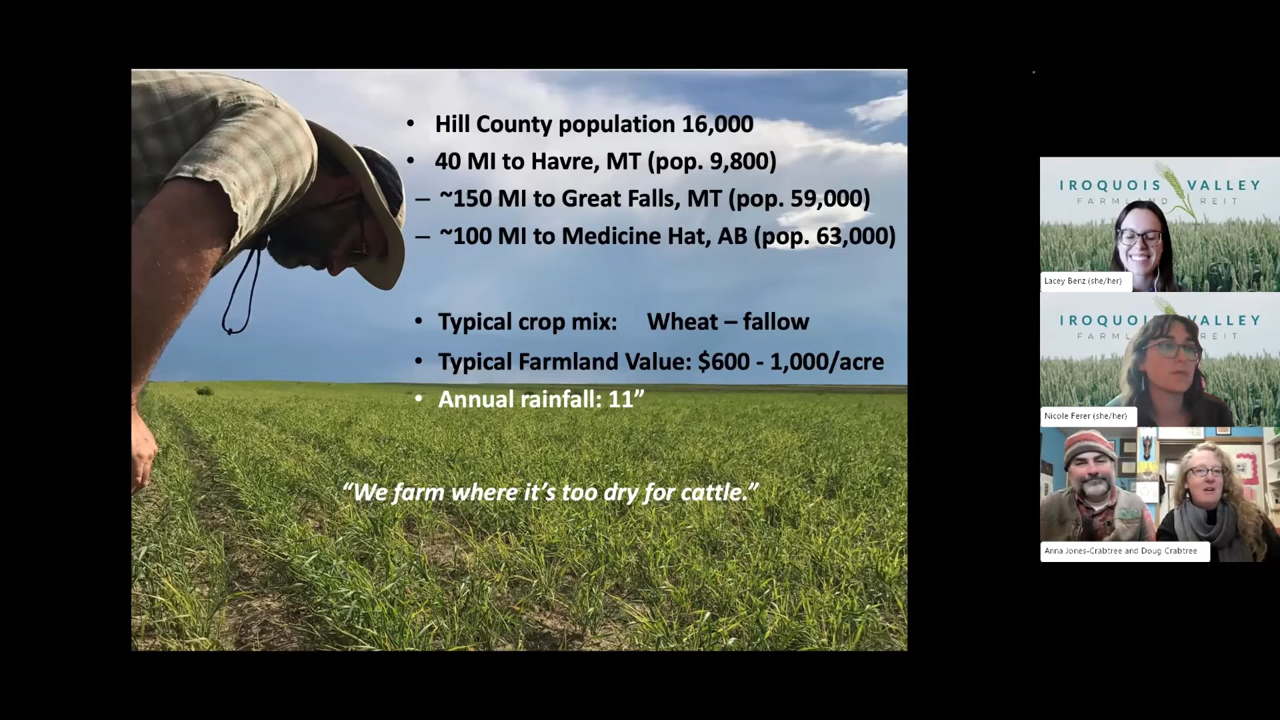 • Hill County population 16,000
• 40 MI to Havre, MT (pop. 9,800)
– ~150 MI to Great Falls, MT (pop. 59,000)
– ~100 MI to Medicine Hat, AB (pop. 63,000)
• Typical crop mix: Wheat – fallow
• Typical Farmland Value: $600 - 1,000/acre
• Annual rainfall: 11”
“We farm where it’s too dry for cattle.”
IROQUOIS VALLEY
FARMLAND REIT
Lacey Benz (she/her)
IROQUOIS VALLEY
Nicole Ferer (she/her)
Anna Jones-Crabtree and Doug Crabtree